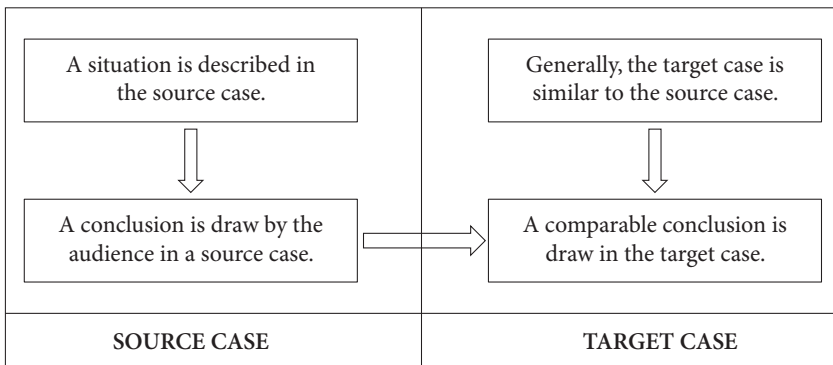 A situation is described in
the source case.
Generally, the target case is
similar to the source case.
A conclusion is draw by the
audience in a source case.
A comparable conclusion is
draw in the target case.
SOURCE CASE
TARGET CASE